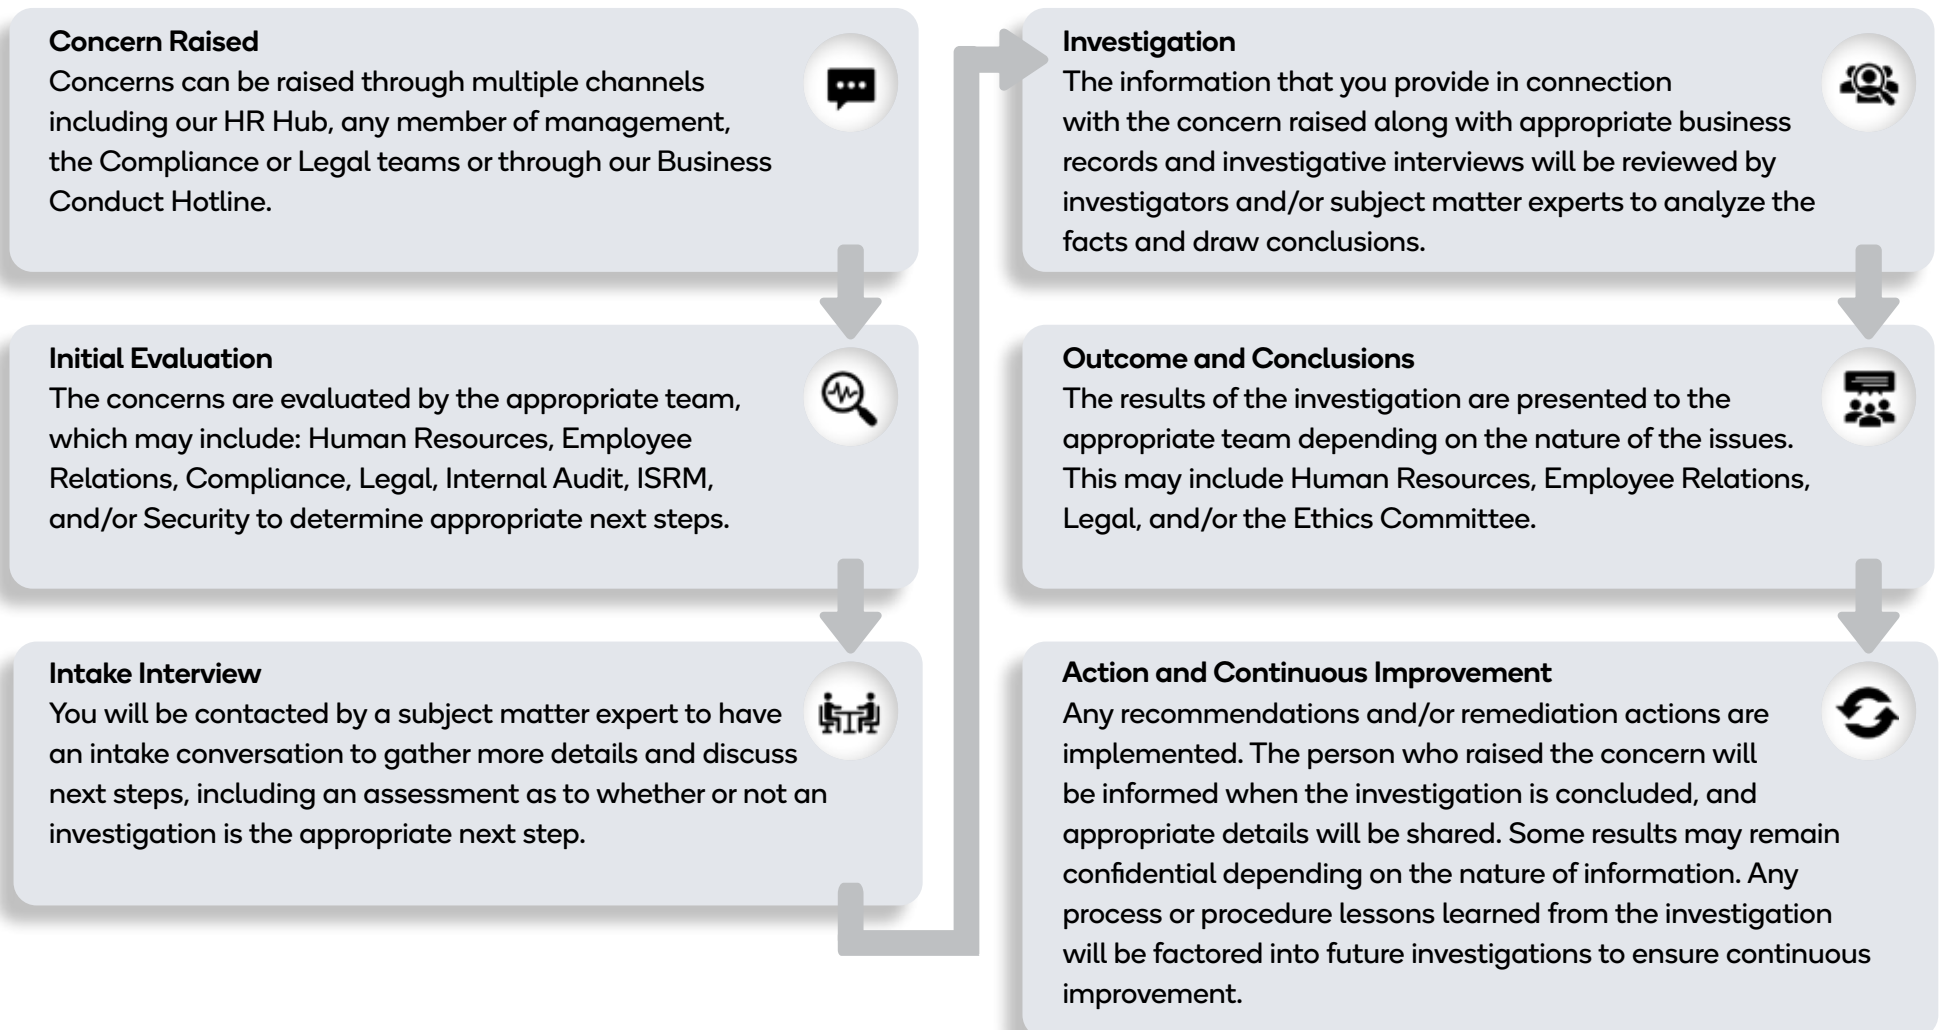 Concern Raised
Concerns can be raised through multiple channels
including our HR Hub, any member of management,
the Compliance or Legal teams or through our Business
Conduct Hotline.
Initial Evaluation
The concerns are evaluated by the appropriate team,
which may include: Human Resources, Employee
Relations, Compliance, Legal, Internal Audit, ISRM,
and/or Security to determine appropriate next steps.
Intake Interview
You will be contacted by a subject matter expert to have
an intake conversation to gather more details and discuss
next steps, including an assessment as to whether or not an
investigation is the appropriate next step.
Investigation
The information that you provide in connection
with the concern raised along with appropriate business
records and investigative interviews will be reviewed by
investigators and/or subject matter experts to analyze the
facts and draw conclusions.
Outcome and Conclusions
The results of the investigation are presented to the
appropriate team depending on the nature of the issues.
This may include Human Resources, Employee Relations,
Legal, and/or the Ethics Committee.
Action and Continuous Improvement
Any recommendations and/or remediation actions are
implemented. The person who raised the concern will
be informed when the investigation is concluded, and
appropriate details will be shared. Some results may remain
confidential depending on the nature of information. Any
process or procedure lessons learned from the investigation
will be factored into future investigations to ensure continuous
improvement.